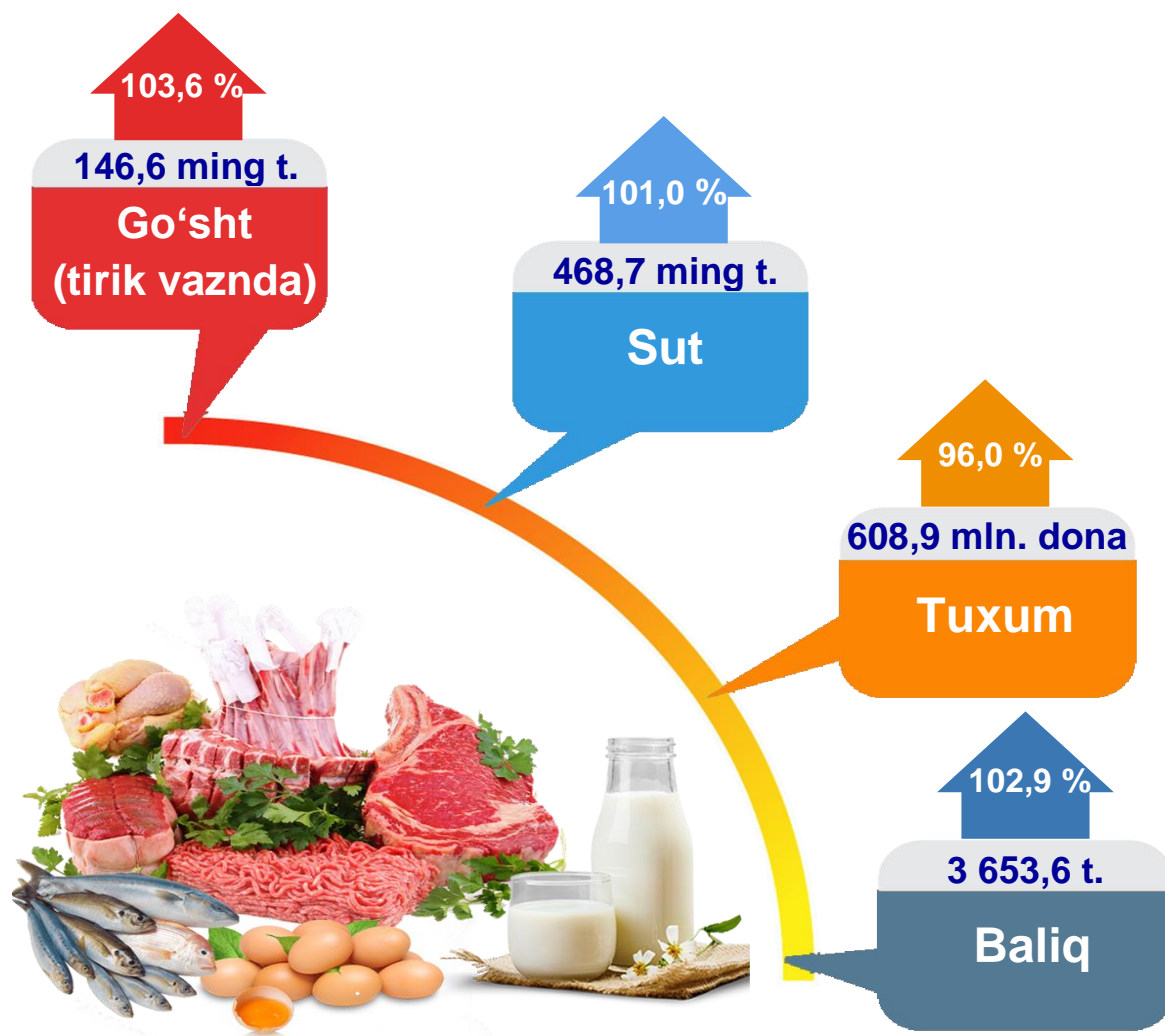 103,6 %
146,6 ming t.
Go‘sht
(tirik vaznda)
101,0 %
468,7 ming t.
Sut
96,0 %
608,9 mln. dona
Tuxum
102,9 %
3 653,6 t.
Baliq